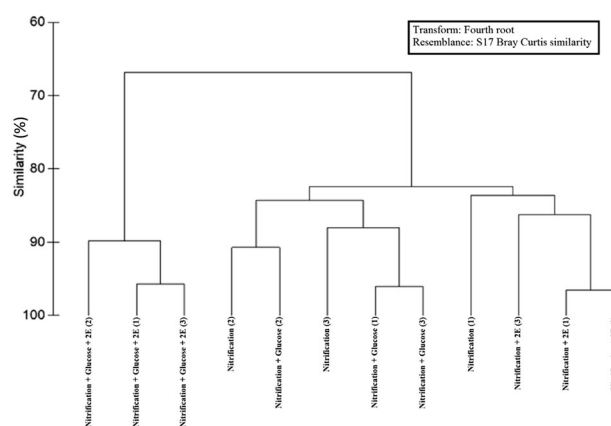 Transform: Fourth root
Resemblance: S17 Bray Curtis similarity
Similarity (%)
60
70
80
90
100
Nitrification + Glucose + 2E (2)
Nitrification + Glucose + 2E (1)
Nitrification + Glucose + 2E (3)
Nitrification (2)
Nitrification + Glucose (2)
Nitrification (3)
Nitrification + Glucose (1)
Nitrification + Glucose (3)
Nitrification (1)
Nitrification + 2E (3)
Nitrification + 2E (1)